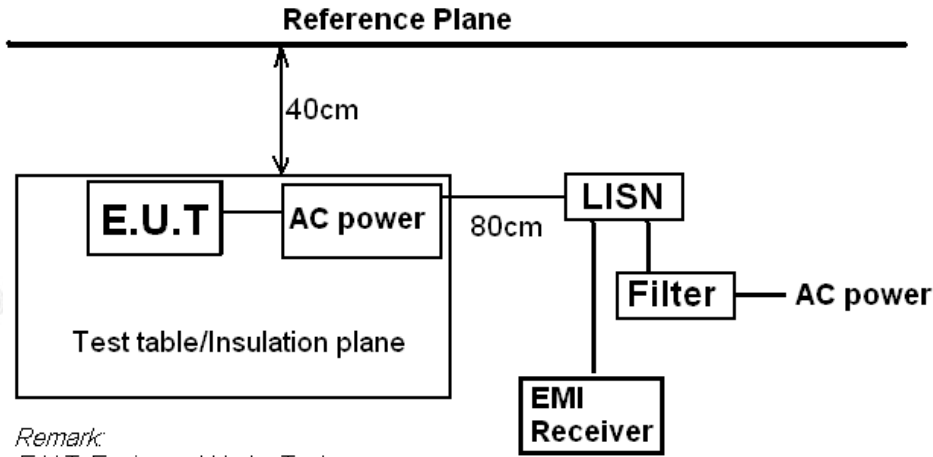 Reference Plane
40cm
E.U.T
AC power
80cm
LISN
Filter
AC power
Test table/Insulation plane
EMI
Receiver
Remark: